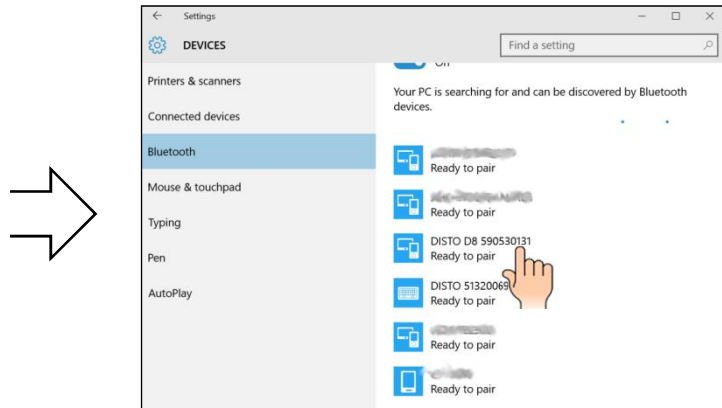 Settings
DEVICES
Find a setting
Printers & scanners
Connected devices
Bluetooth
Mouse & touchpad
Typing
Pen
AutoPlay
On
Your PC is searching for and can be discovered by Bluetooth
devices.
Ready to pair
Ready to pair
DISTO D8 590530131
Ready to pair
DISTO 51320069
Ready to pair
Ready to pair
Ready to pair